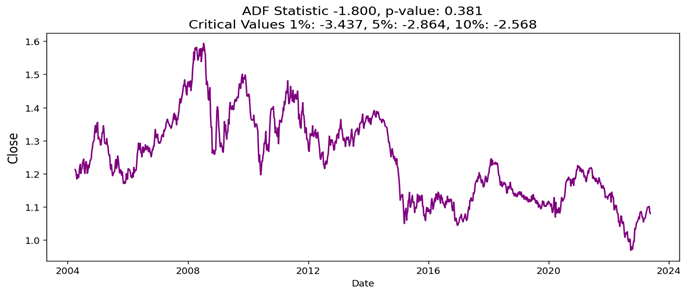 ADF Statistic -1.800, p-value: 0.381
Critical Values 1%: -3.437, 5%: -2.864, 10%: -2.568
1.6
1.5
1.4
1.3
1.2
1.1
1.0
Close
2004 2008 2012 2016 2020 2024
Date